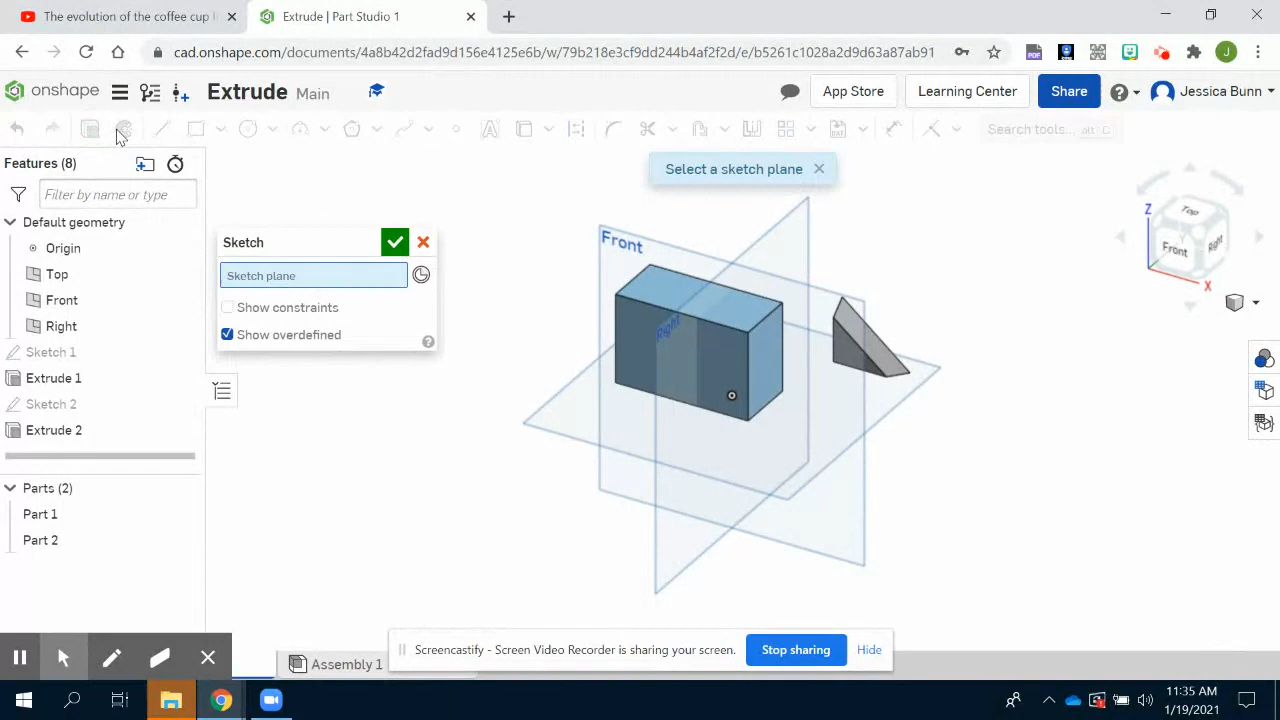 The evolution of the coffee cup l
Extrude | Part Studio 1
cad.onshape.com/documents/4a8b42d2fad9d156e4125e6b/w/79b218e3cf9dd244b4af2f2d/e/b5261c1028a2d9d63a87ab91
PDF
J
onshape
Extrude Main
App Store
Learning Center
Share
Jessica Bunn
Search tools... alt C
Features (8)
Filter by name or type
Default geometry
Origin
Top
Front
Right
Sketch 1
Extrude 1
Sketch 2
Extrude 2
Parts (2)
Part 1
Part 2
Sketch
Sketch plane
Show constraints
Show overdefined
Select a sketch plane
Front
Right
Z
Top
Front
Right
X
Assembly 1
Screencastify - Screen Video Recorder is sharing your screen.
Stop sharing
Hide
11:35 AM
1/19/2021